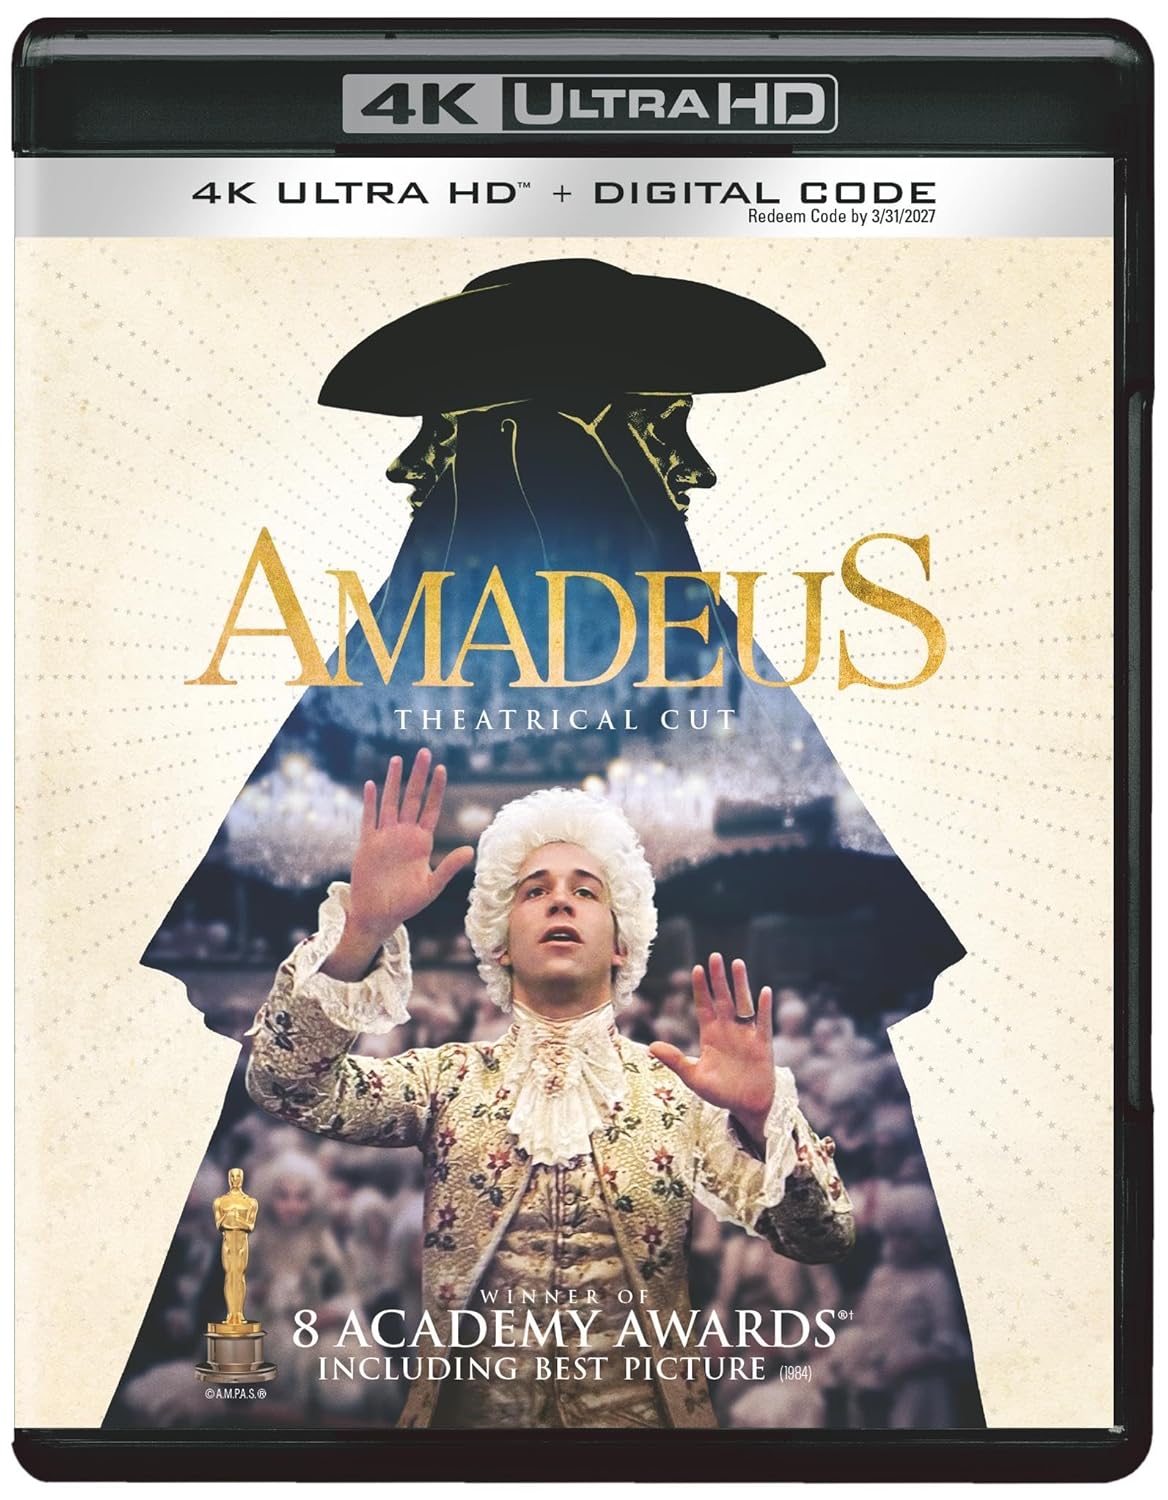 4K ULTRA HD
4K ULTRA HD™ + DIGITAL CODE
Redeem Code by 3/31/2027
AMADEUS
THEATRICAL CUT
WINNER OF
8 ACADEMY AWARDS®†
INCLUDING BEST PICTURE (1984)
©A.M.P.A.S.®